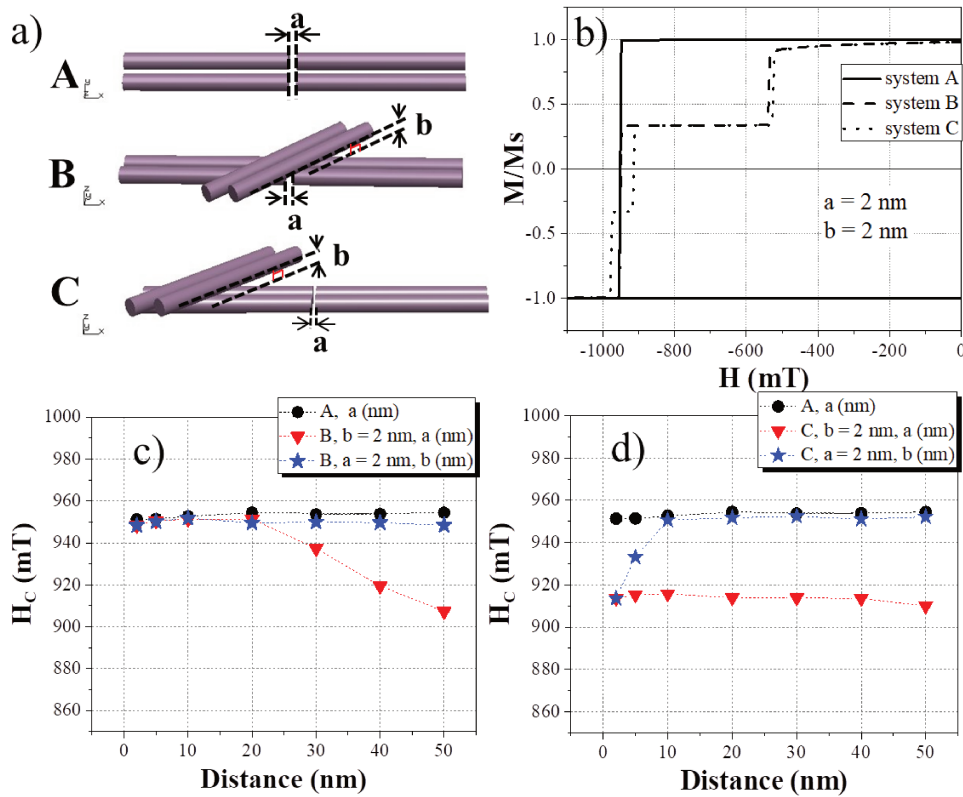 a)
a
A
B
b
a
C
b
a
b)
M/Ms
1.0
0.5
0.0
-0.5
-1.0
system A
system B
system C
a = 2 nm
b = 2 nm
-1000
-800
-600
-400
-200
0
H (mT)
c)
H_C (mT)
1000
980
960
940
920
900
880
860
A, a (nm)
B, b = 2 nm, a (nm)
B, a = 2 nm, b (nm)
0
10
20
30
40
50
Distance (nm)
d)
H_C (mT)
1000
980
960
940
920
900
880
860
A, a (nm)
C, b = 2 nm, a (nm)
C, a = 2 nm, b (nm)
0
10
20
30
40
50
Distance (nm)